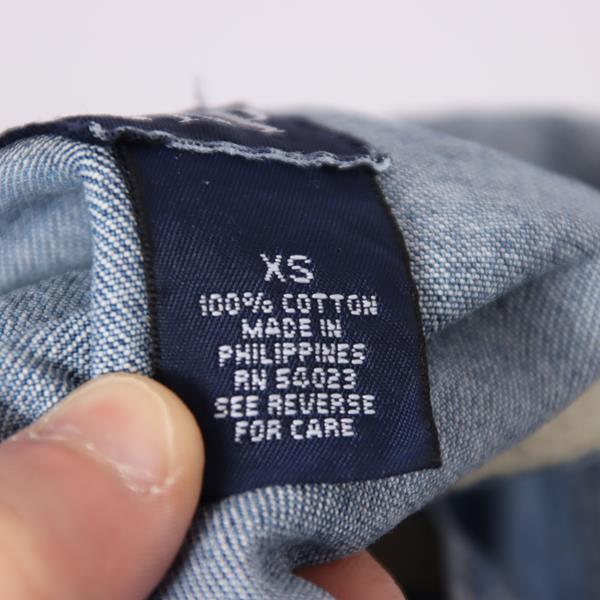 XS
100% COTTON
MADE IN
PHILIPPINES
RN 54023
SEE REVERSE
FOR CARE